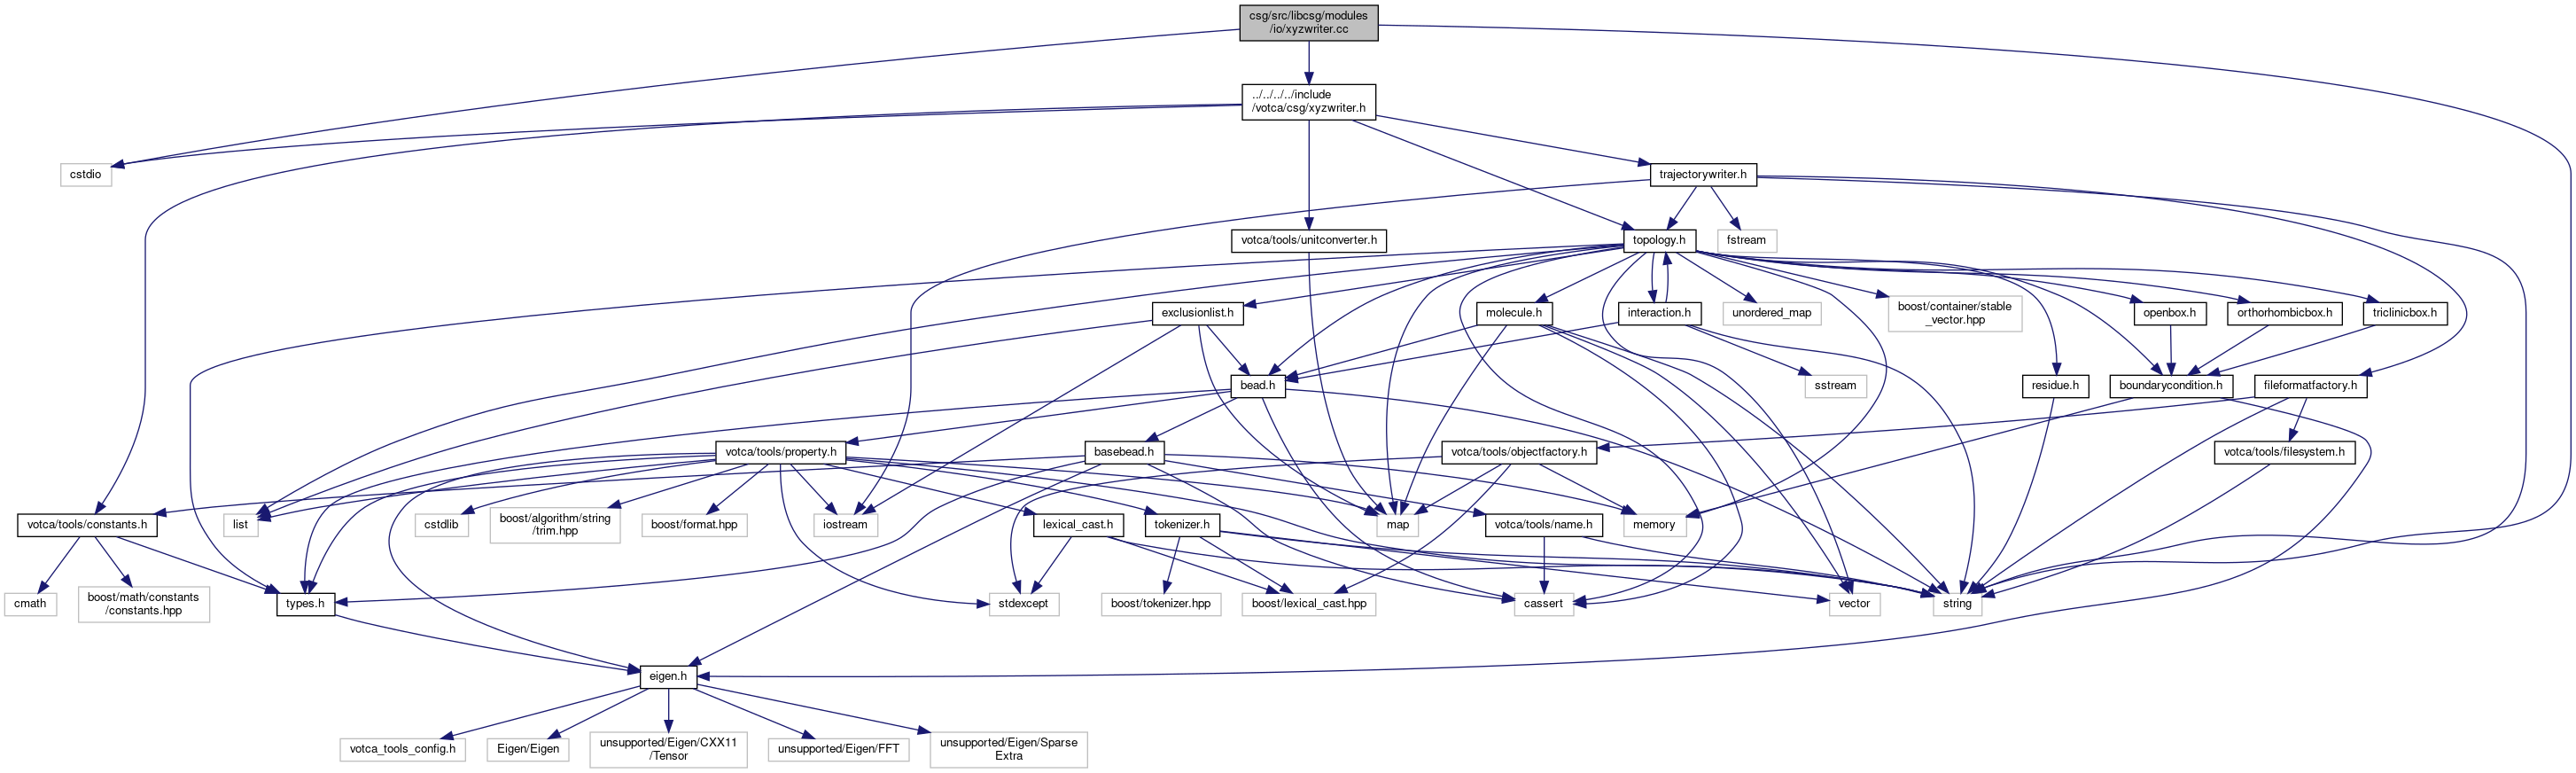 csg/src/libcsg/modules
/io/xyzwriter.cc
../../../../include
/votca/csg/xyzwriter.h
cstdio
trajectorywriter.h
votca/tools/unitconverter.h
topology.h
fstream
exclusionlist.h
molecule.h
interaction.h
unordered_map
boost/container/stable
_vector.hpp
openbox.h
orthorhombicbox.h
triclinicbox.h
bead.h
sstream
residue.h
boundarycondition.h
fileformatfactory.h
votca/tools/property.h
basebead.h
votca/tools/objectfactory.h
votca/tools/filesystem.h
votca/tools/constants.h
list
cstdlib
boost/algorithm/string
/trim.hpp
boost/format.hpp
iostream
lexical_cast.h
tokenizer.h
map
votca/tools/name.h
memory
cmath
boost/math/constants
/constants.hpp
types.h
stdexcept
boost/tokenizer.hpp
boost/lexical_cast.hpp
cassert
vector
string
eigen.h
votca_tools_config.h
Eigen/Eigen
unsupported/Eigen/CXX11
/Tensor
unsupported/Eigen/FFT
unsupported/Eigen/Sparse
Extra